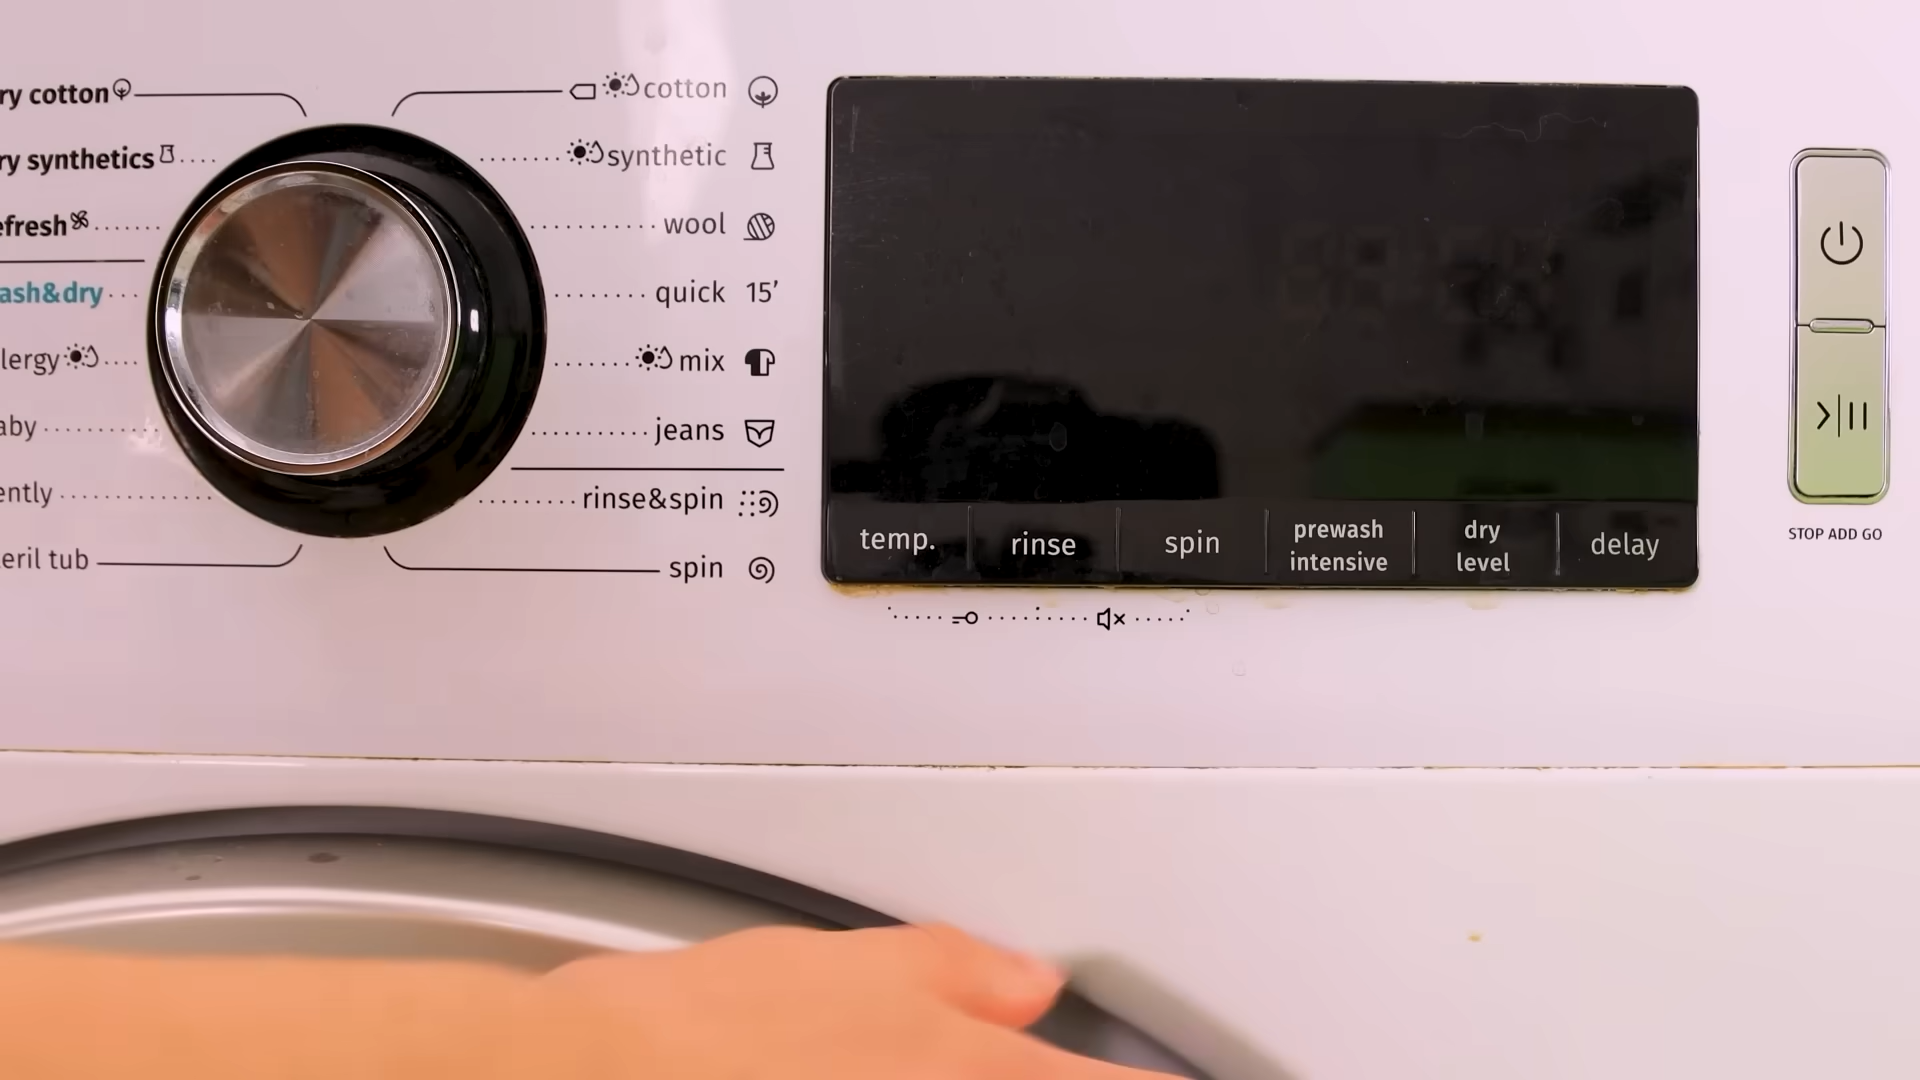 ry cotton
ry synthetics
efresh
ash&dry
lergy
aby
ently
eril tub
cotton
synthetic
wool
quick 15'
mix
jeans
rinse&spin
spin
temp.
rinse
spin
prewash
intensive
dry
level
delay
STOP ADD GO